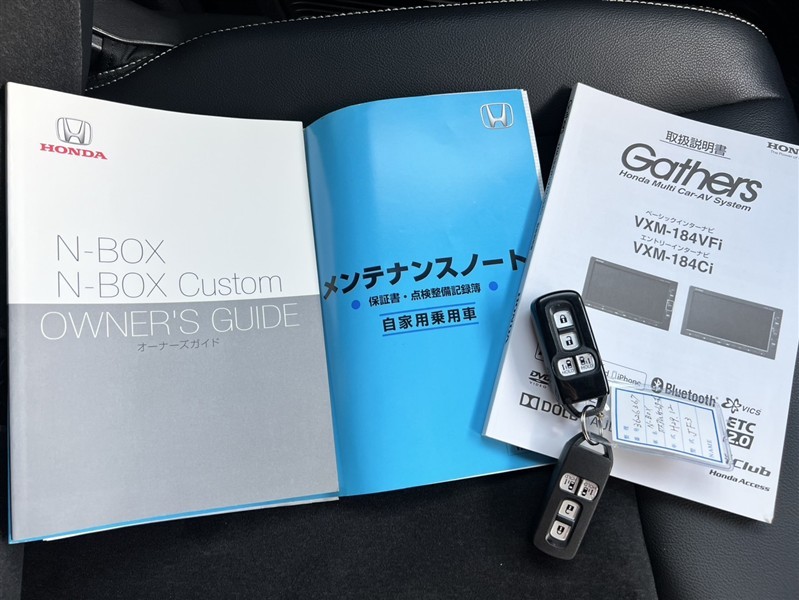 HONDA
N-BOX
N-BOX Custom
OWNER'S GUIDE
オーナーズガイド
メンテナンスノート
保証書・点検整備記録簿
自家用乗用車
取扱説明書
HON
Gathers
Honda Multi Car-AV System
ベーシックインターナビ
VXM-184VFi
エントリーインターナビ
VXM-184Ci
iPhone
Bluetooth
VICS
DOLB
ETC
2.0
Club
Honda Access
HOLD
NAME